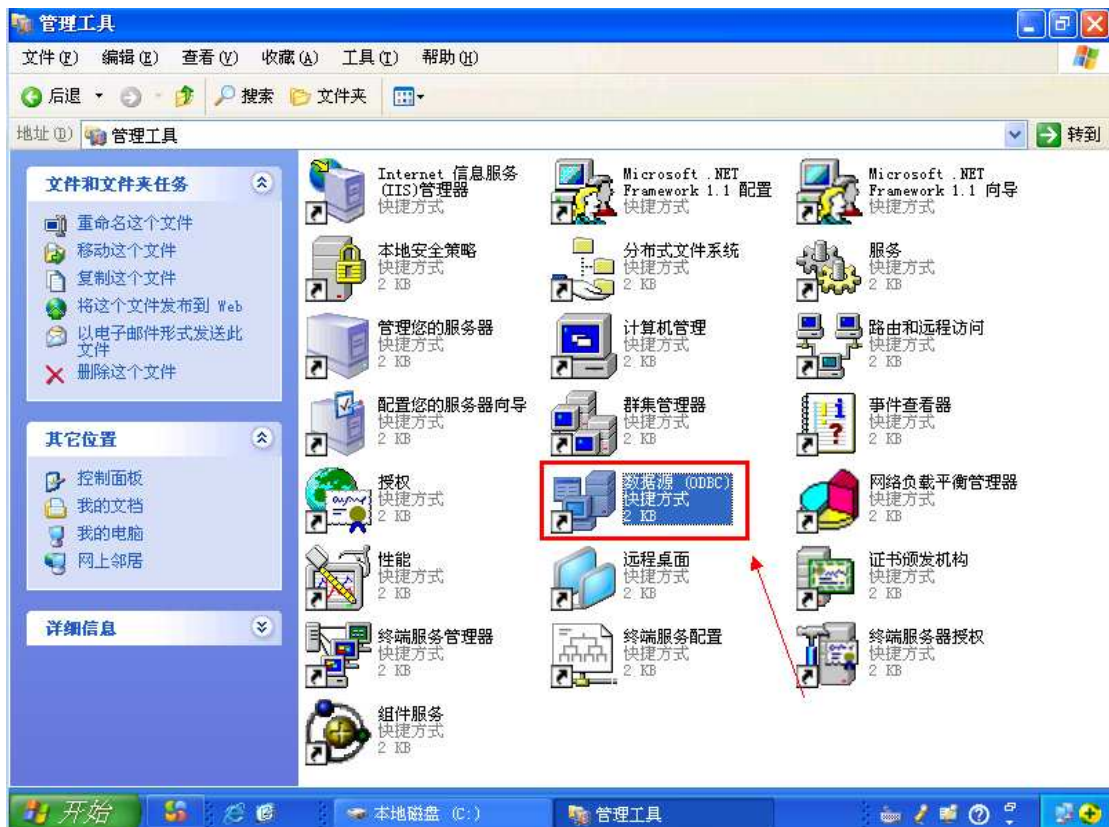 管理工具
文件(F) 编辑(E) 查看(V) 收藏(A) 工具(T) 帮助(H)
后退 搜索 文件夹
地址(D) 管理工具 转到
文件和文件夹任务
重命名这个文件
移动这个文件
复制这个文件
将这个文件发布到 Web
以电子邮件形式发送此
文件
删除这个文件
其它位置
控制面板
我的文档
我的电脑
网上邻居
详细信息
Internet 信息服务
(IIS)管理器
快捷方式
Microsoft .NET
Framework 1.1 配置
快捷方式
Microsoft .NET
Framework 1.1 向导
快捷方式
本地安全策略
快捷方式
2 KB
分布式文件系统
快捷方式
2 KB
服务
快捷方式
2 KB
管理您的服务器
快捷方式
2 KB
计算机管理
快捷方式
2 KB
路由和远程访问
快捷方式
2 KB
配置您的服务器向导
快捷方式
2 KB
群集管理器
快捷方式
2 KB
事件查看器
快捷方式
2 KB
授权
快捷方式
2 KB
数据源 (ODBC)
快捷方式
2 KB
网络负载平衡管理器
快捷方式
2 KB
性能
快捷方式
2 KB
远程桌面
快捷方式
2 KB
证书颁发机构
快捷方式
2 KB
终端服务管理器
快捷方式
2 KB
终端服务配置
快捷方式
2 KB
终端服务器授权
快捷方式
2 KB
组件服务
快捷方式
2 KB
开始 本地磁盘 (C:) 管理工具